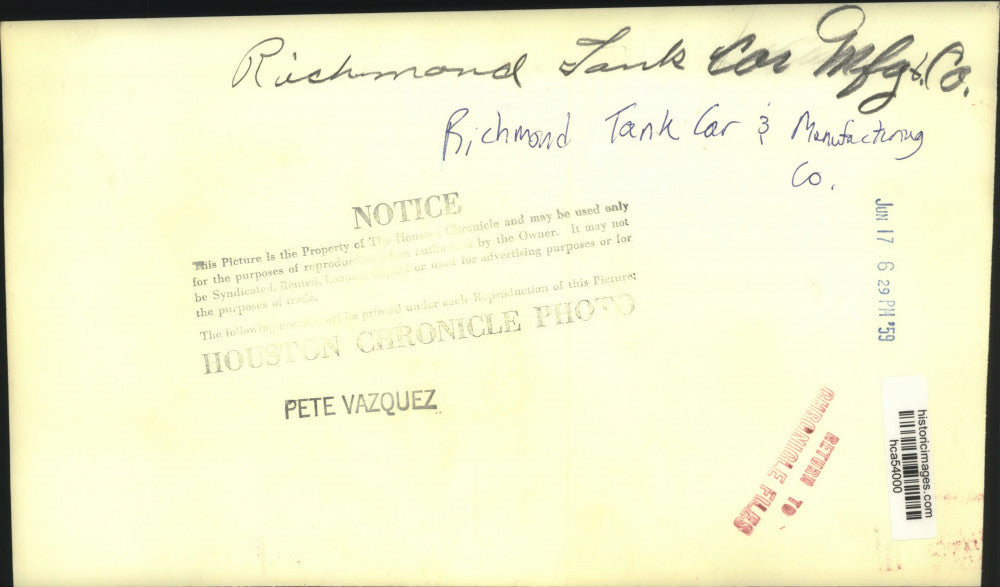 Richmond Tank Car Mfg. Co.
Richmond Tank Car & Manufacturing
Co.
NOTICE
This Picture is the Property of The Houston Chronicle and may be used only
for the purposes of reproduction when authorized by the Owner. It may not
be Syndicated, Rented, Loaned, Copied or used for advertising purposes or for
the purposes of trade.
The following credit must be printed under each Reproduction of this Picture:
HOUSTON CHRONICLE PHOTO
PETE VAZQUEZ
JUN 17 6 29 PM '59
RETURN TO
CHRONICLE FILES
historicimages.com
hca54000